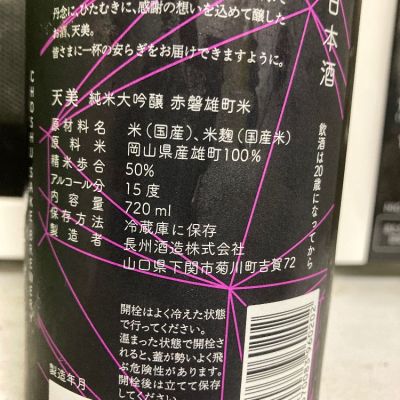 丹念に、ひたむきに、感謝の想いを込めて醸した
お酒、天美。
皆さまに一杯の安らぎをお届けできますように。
日本酒
天美 純米大吟醸 赤磐雄町米
原材料名 米(国産)、米麹(国産米)
原料米 岡山県産雄町100%
精米歩合 50%
アルコール分 15度
内容量 720ml
保存方法 冷蔵庫に保存
製造者 長州酒造株式会社
山口県下関市菊川町吉賀72
飲酒は20歳になってから
CHOSHU SAKE BREWERY
開栓はよく冷えた状態
で行ってください。
温まった状態で開栓さ
れると、蓋が勢いよく飛
ぶ危険性があります。
開栓後は立てて保存
してください。
製造年月